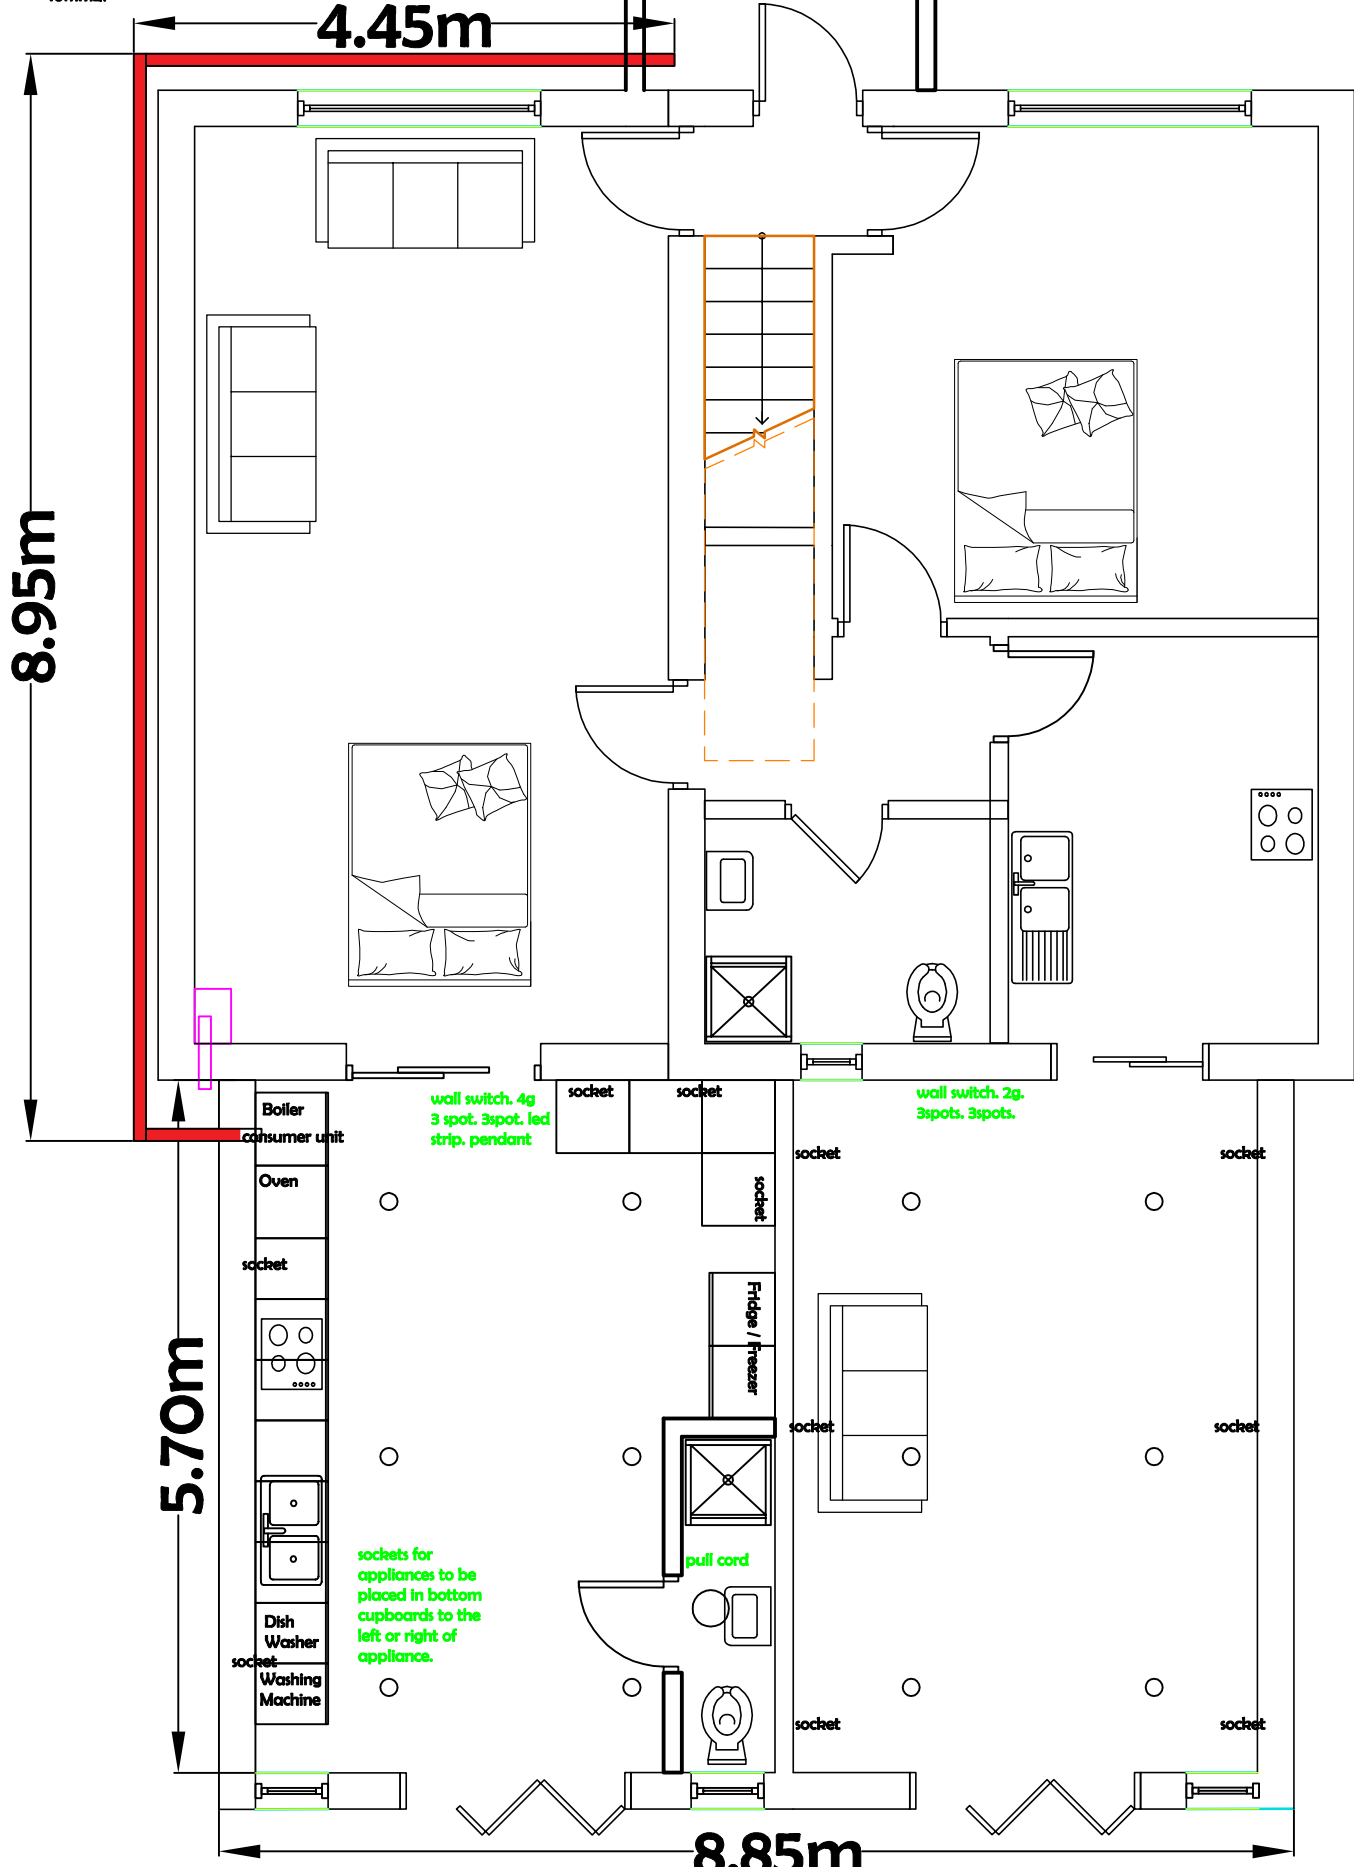 4.45m
8.95m
wall switch. 4g
3 spot. 3spot. led
strip. pendant
socket
socket
wall switch. 2g.
3spots. 3spots.
Boiler
consumer unit
Oven
socket
socket
socket
socket
Fridge / Freezer
5.70m
socket
socket
sockets for
appliances to be
placed in bottom
cupboards to the
left or right of
appliance.
pull cord
Dish
Washer
socket
Washing
Machine
socket
socket
8.85m